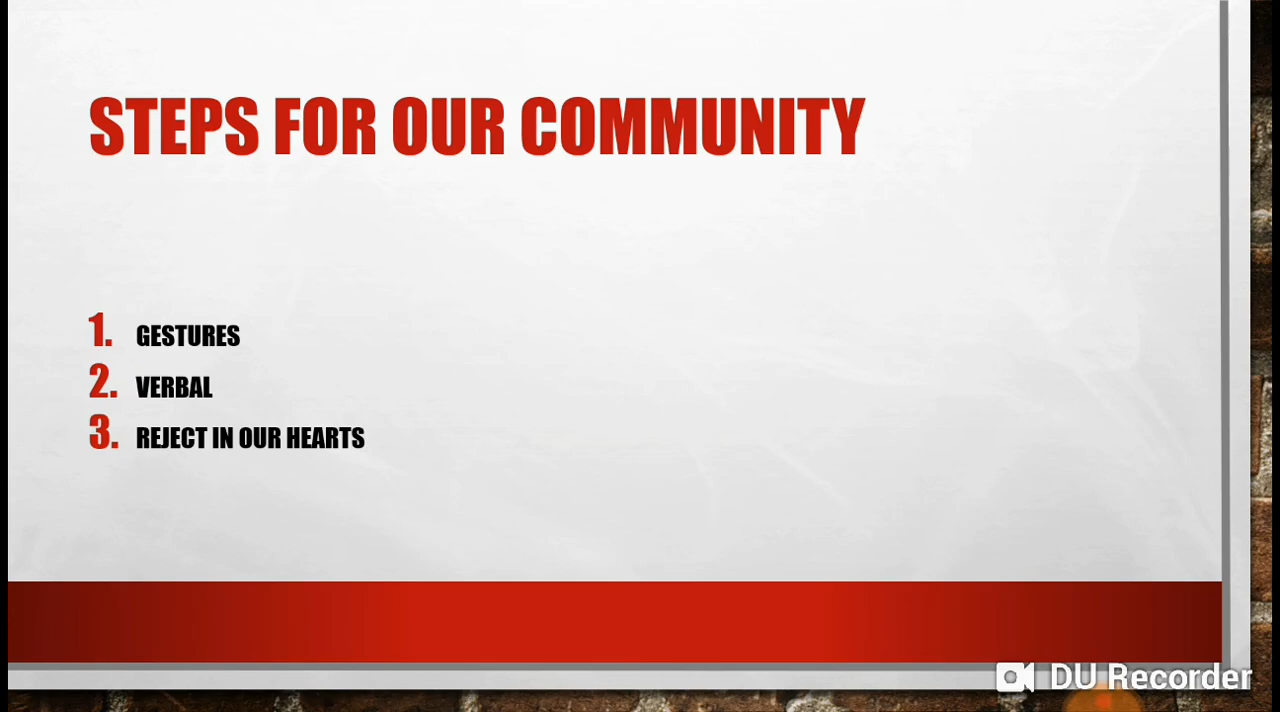 STEPS FOR OUR COMMUNITY
1. GESTURES
2. VERBAL
3. REJECT IN OUR HEARTS
DU Recorder